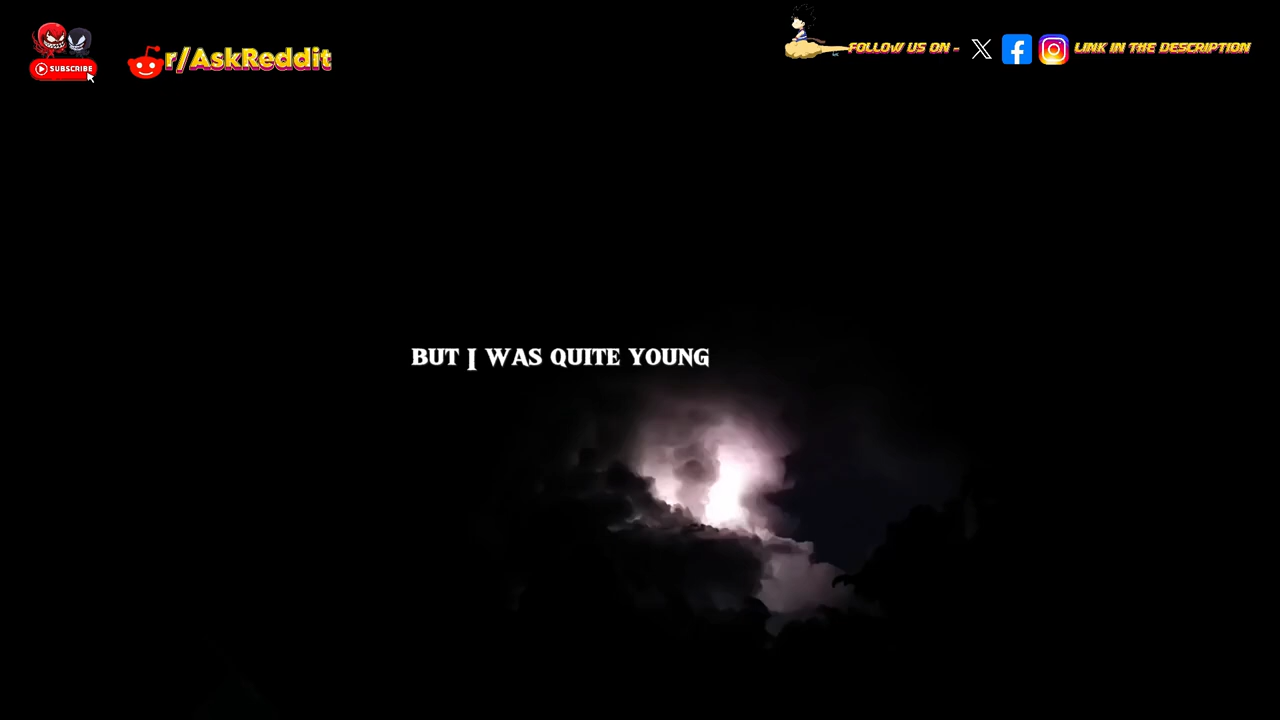 SUBSCRIBE
r/AskReddit
FOLLOW US ON -
LINK IN THE DESCRIPTION
BUT I WAS QUITE YOUNG